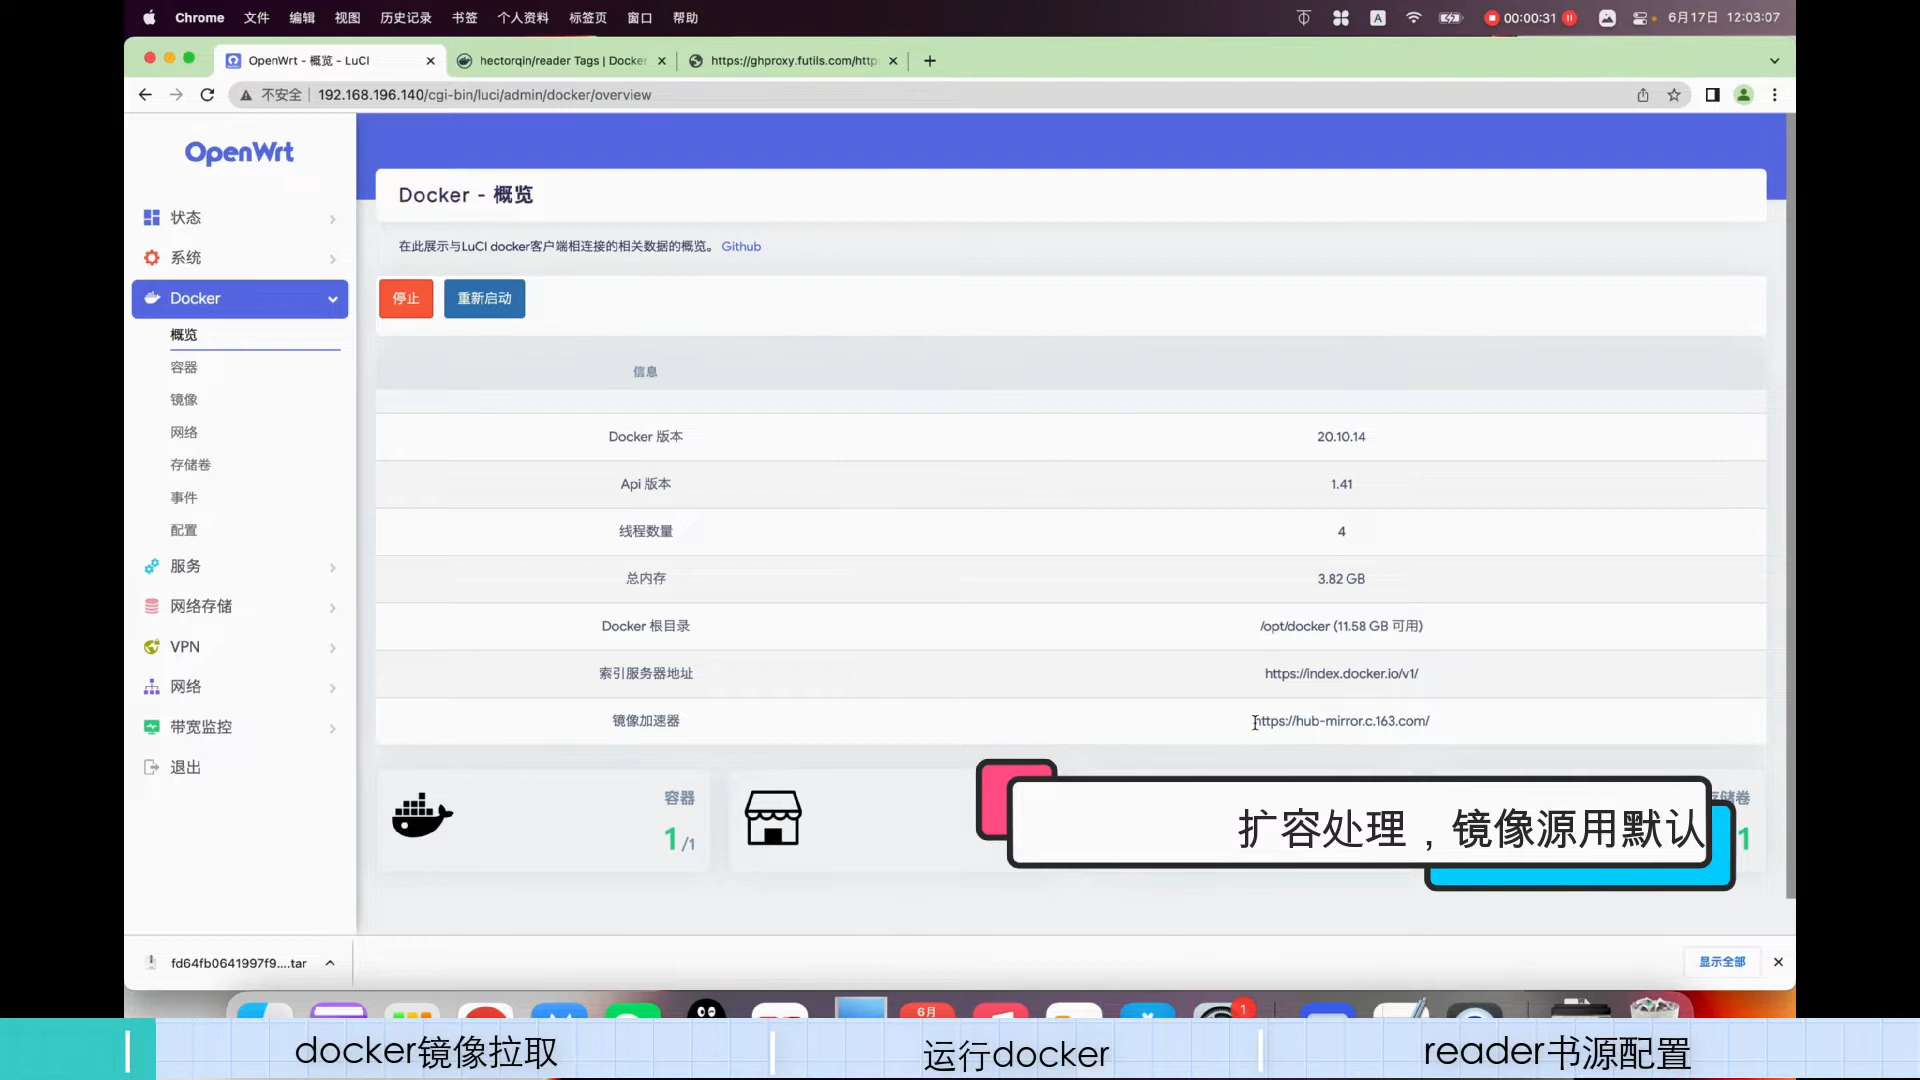 Chrome 文件 编辑 视图 历史记录 书签 个人资料 标签页 窗口 帮助
A
00:00:31
6月17日 12:03:07
OpenWrt - 概览 - LuCI
hectorqin/reader Tags | Docker
https://ghproxy.futils.com/http
不安全 | 192.168.196.140/cgi-bin/luci/admin/docker/overview
OpenWrt
状态
系统
Docker
概览
容器
镜像
网络
存储卷
事件
配置
服务
网络存储
VPN
网络
带宽监控
退出
Docker - 概览
在此展示与LuCI docker客户端相连接的相关数据的概览。 Github
停止
重新启动
信息
Docker 版本 20.10.14
Api 版本 1.41
线程数量 4
总内存 3.82 GB
Docker 根目录 /opt/docker (11.58 GB 可用)
索引服务器地址 https://index.docker.io/v1/
镜像加速器 https://hub-mirror.c.163.com/
容器
1/1
存储卷
1
扩容处理，镜像源用默认
fd64fb0641997f9....tar
显示全部
6月
1
docker镜像拉取
运行docker
reader书源配置